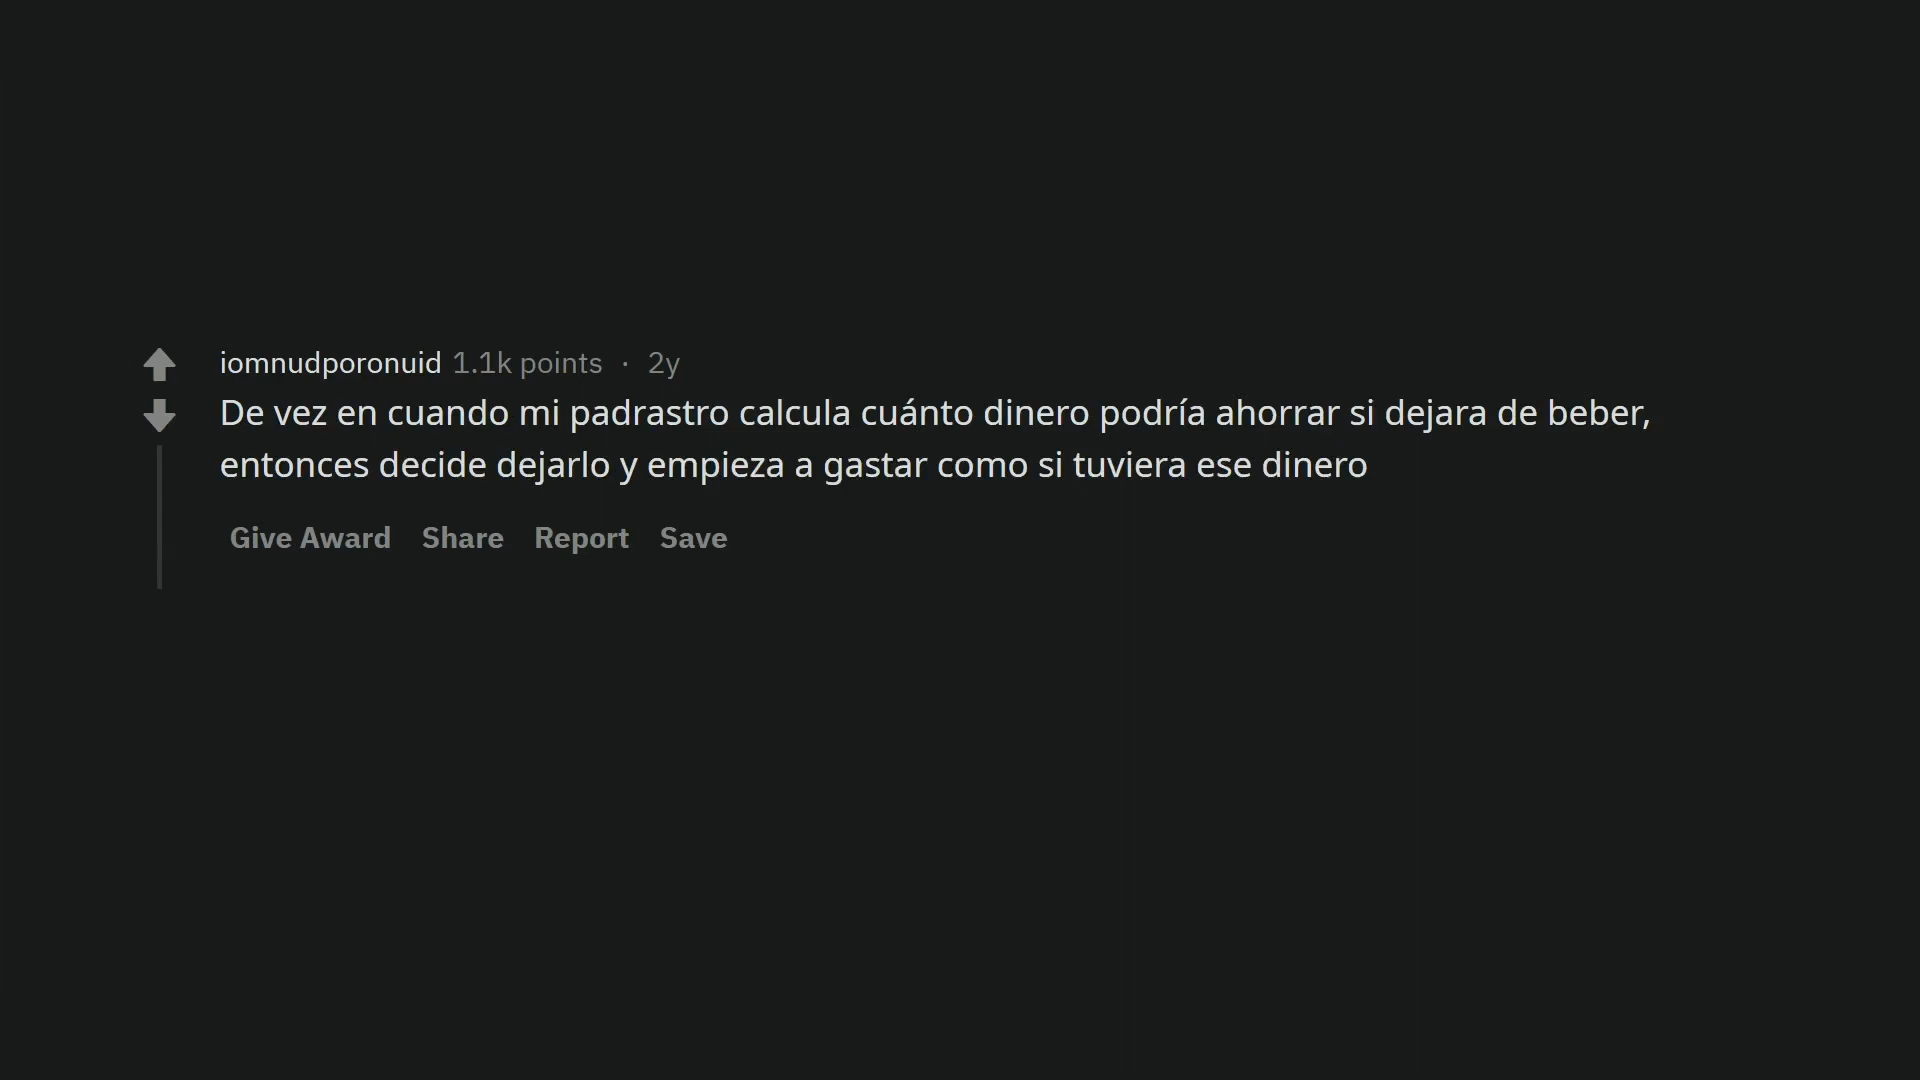 iomnudporonuid 1.1k points · 2y
De vez en cuando mi padrastro calcula cuánto dinero podría ahorrar si dejara de beber,
entonces decide dejarlo y empieza a gastar como si tuviera ese dinero
Give Award Share Report Save